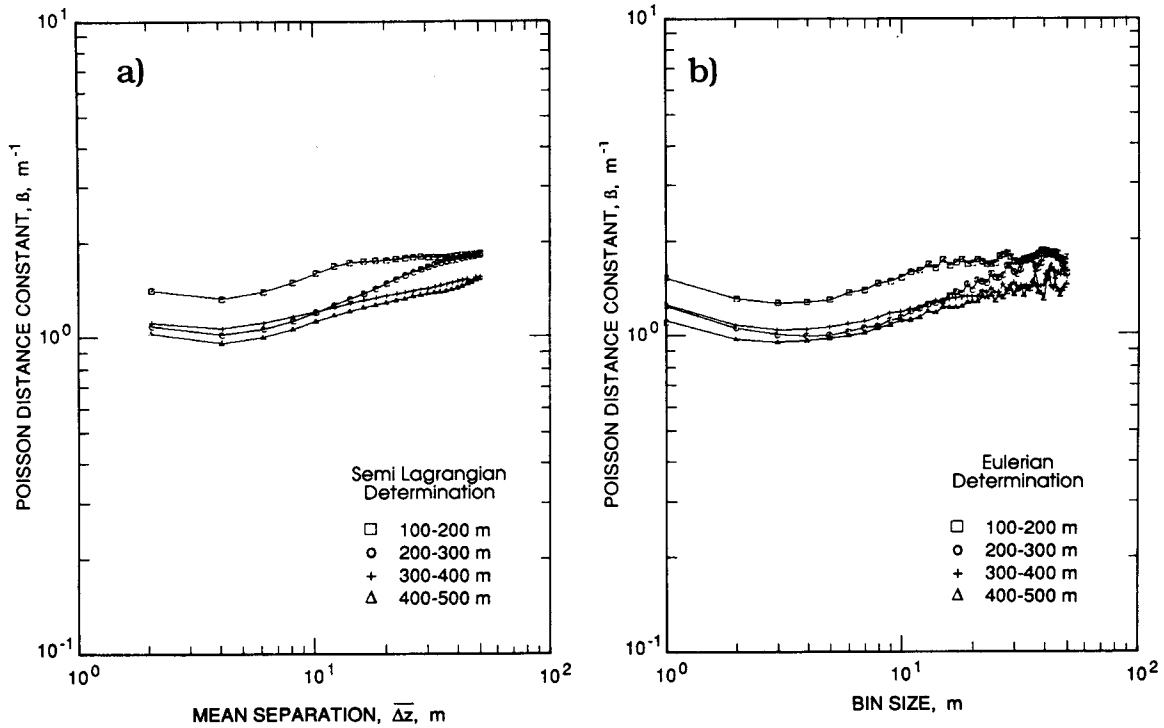 a)
10¹
10⁰
10⁻¹
POISSON DISTANCE CONSTANT, ß, m⁻¹
Semi Lagrangian
Determination
100-200 m
200-300 m
300-400 m
400-500 m
10⁰
10¹
10²
MEAN SEPARATION, Δz̅, m
b)
10¹
10⁰
10⁻¹
POISSON DISTANCE CONSTANT, ß, m⁻¹
Eulerian
Determination
100-200 m
200-300 m
300-400 m
400-500 m
10⁰
10¹
10²
BIN SIZE, m